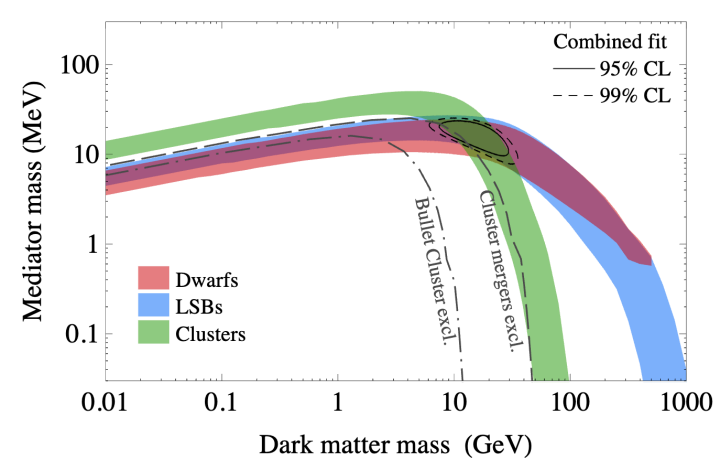 Combined fit
95% CL
99% CL
100
10
1
0.1
Mediator mass (MeV)
Bullet Cluster excl.
Cluster mergers excl.
Dwarfs
LSBs
Clusters
0.01 0.1 1 10 100 1000
Dark matter mass (GeV)